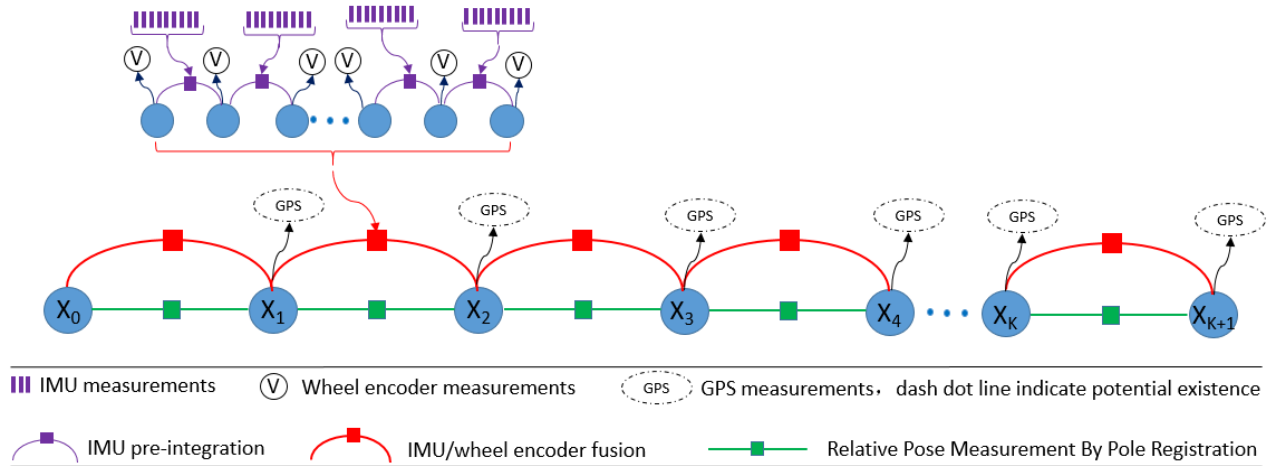 V V V V V V
GPS GPS GPS GPS GPS GPS
X0 X1 X2 X3 X4 XK XK+1
IMU measurements
V Wheel encoder measurements
GPS GPS measurements, dash dot line indicate potential existence
IMU pre-integration
IMU/wheel encoder fusion
Relative Pose Measurement By Pole Registration